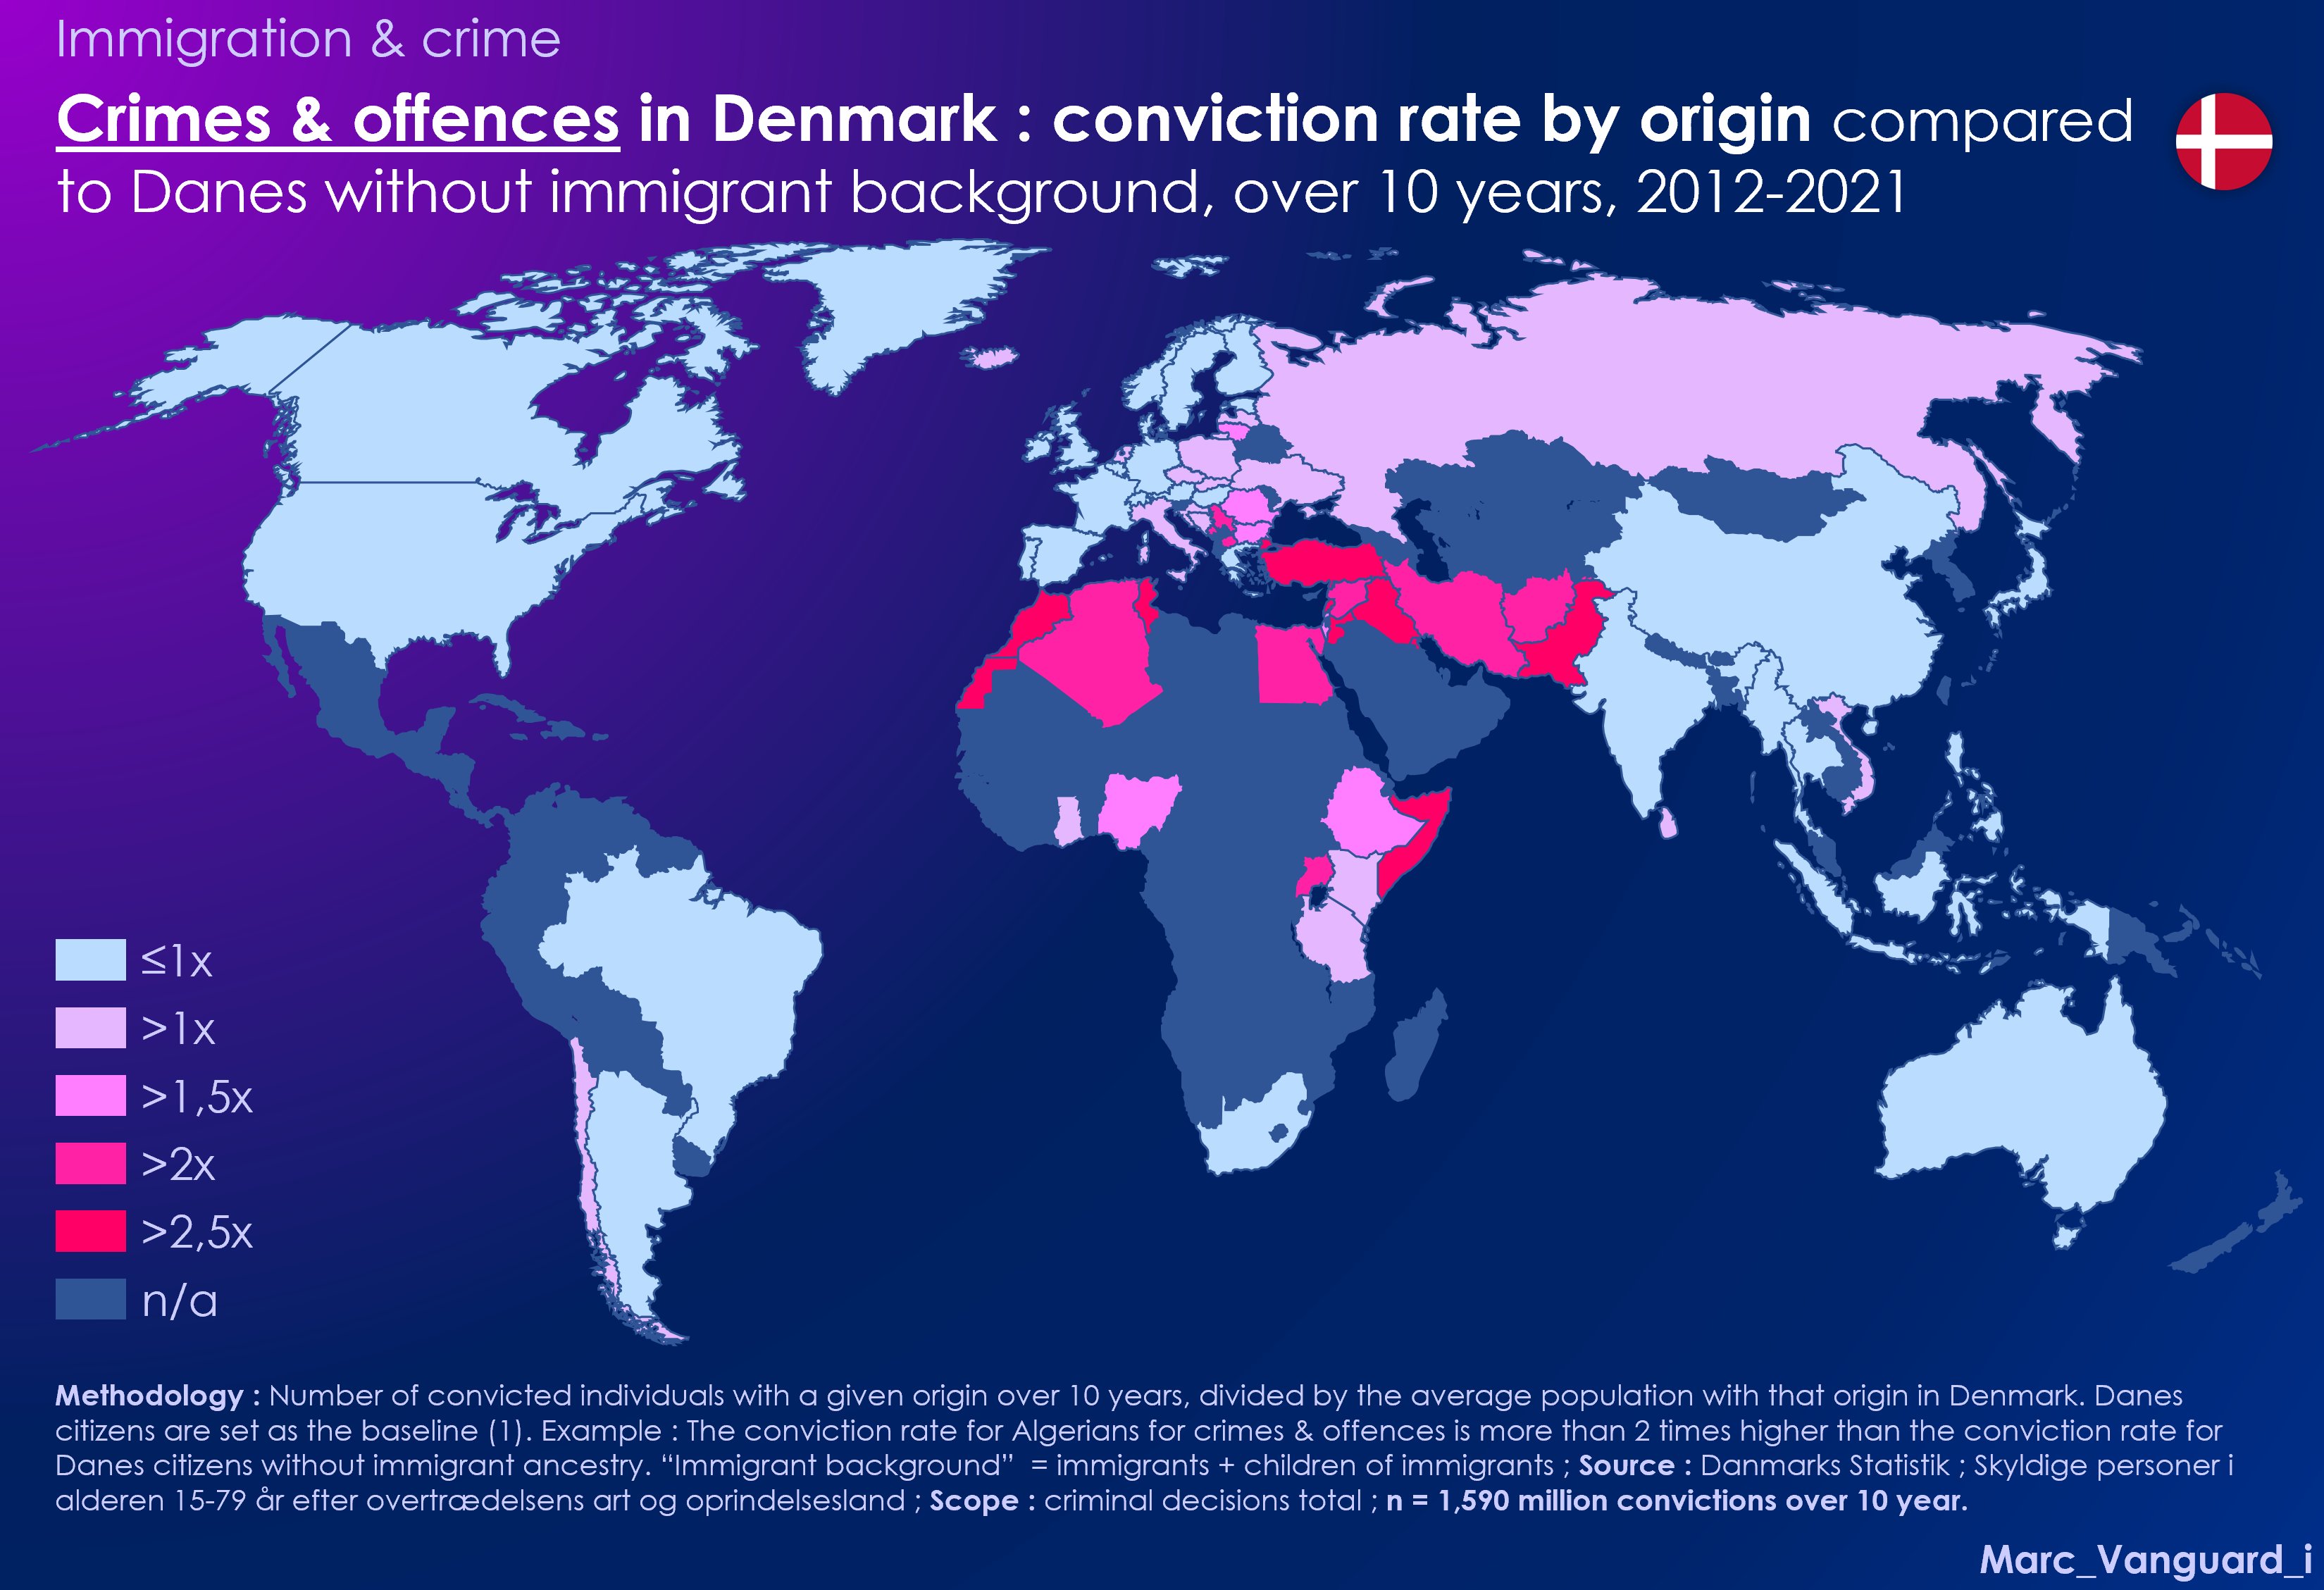 Immigration & crime
Crimes & offences in Denmark : conviction rate by origin compared
to Danes without immigrant background, over 10 years, 2012-2021
≤1x
>1x
>1,5x
>2x
>2,5x
n/a
Methodology : Number of convicted individuals with a given origin over 10 years, divided by the average population with that origin in Denmark. Danes
citizens are set as the baseline (1). Example : The conviction rate for Algerians for crimes & offences is more than 2 times higher than the conviction rate for
Danes citizens without immigrant ancestry. “Immigrant background” = immigrants + children of immigrants ; Source : Danmarks Statistik ; Skyldige personer i
alderen 15-79 år efter overtrædelsens art og oprindelsesland ; Scope : criminal decisions total ; n = 1,590 million convictions over 10 year.
Marc_Vanguard_i